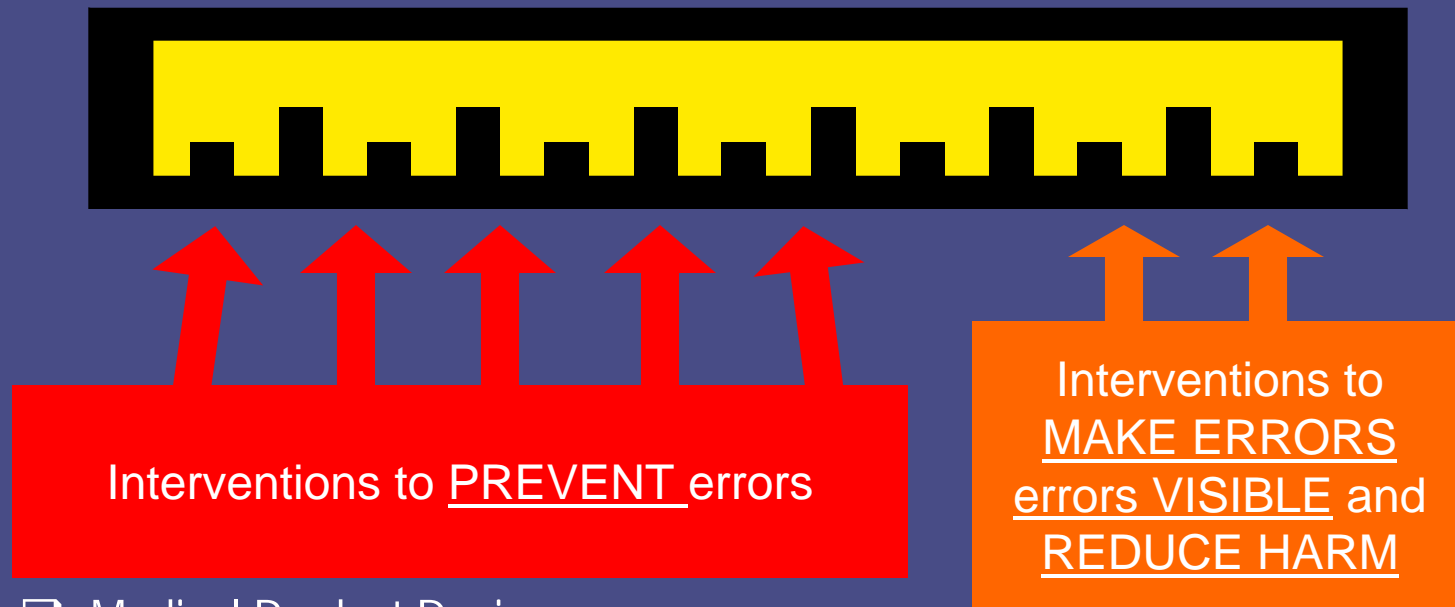 Interventions to PREVENT errors
Interventions to
MAKE ERRORS
errors VISIBLE and
REDUCE HARM